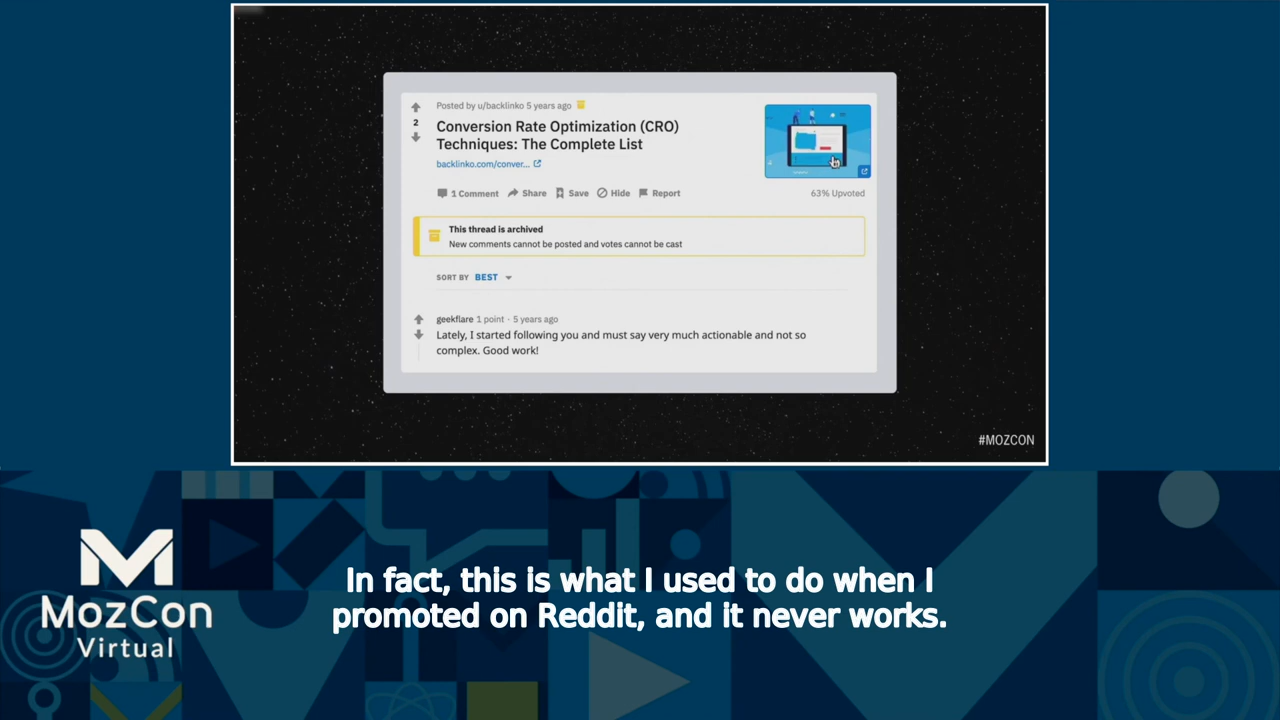 Posted by u/backlinko 5 years ago
2
Conversion Rate Optimization (CRO)
Techniques: The Complete List
backlinko.com/conver...
1 Comment Share Save Hide Report
63% Upvoted
This thread is archived
New comments cannot be posted and votes cannot be cast
SORT BY BEST
geekflare 1 point · 5 years ago
Lately, I started following you and must say very much actionable and not so
complex. Good work!
#MOZCON
MozCon
Virtual
In fact, this is what I used to do when I
promoted on Reddit, and it never works.